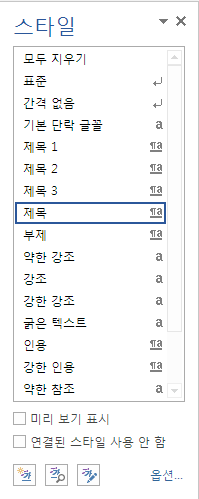 스타일
모두 지우기
표준
간격 없음
기본 단락 글꼴 a
제목 1 ¶a
제목 2 ¶a
제목 3 ¶a
제목 ¶a
부제 ¶a
약한 강조 a
강조 a
강한 강조 a
굵은 텍스트 a
인용 ¶a
강한 인용 ¶a
약한 참조 a
미리 보기 표시
연결된 스타일 사용 안 함
옵션...